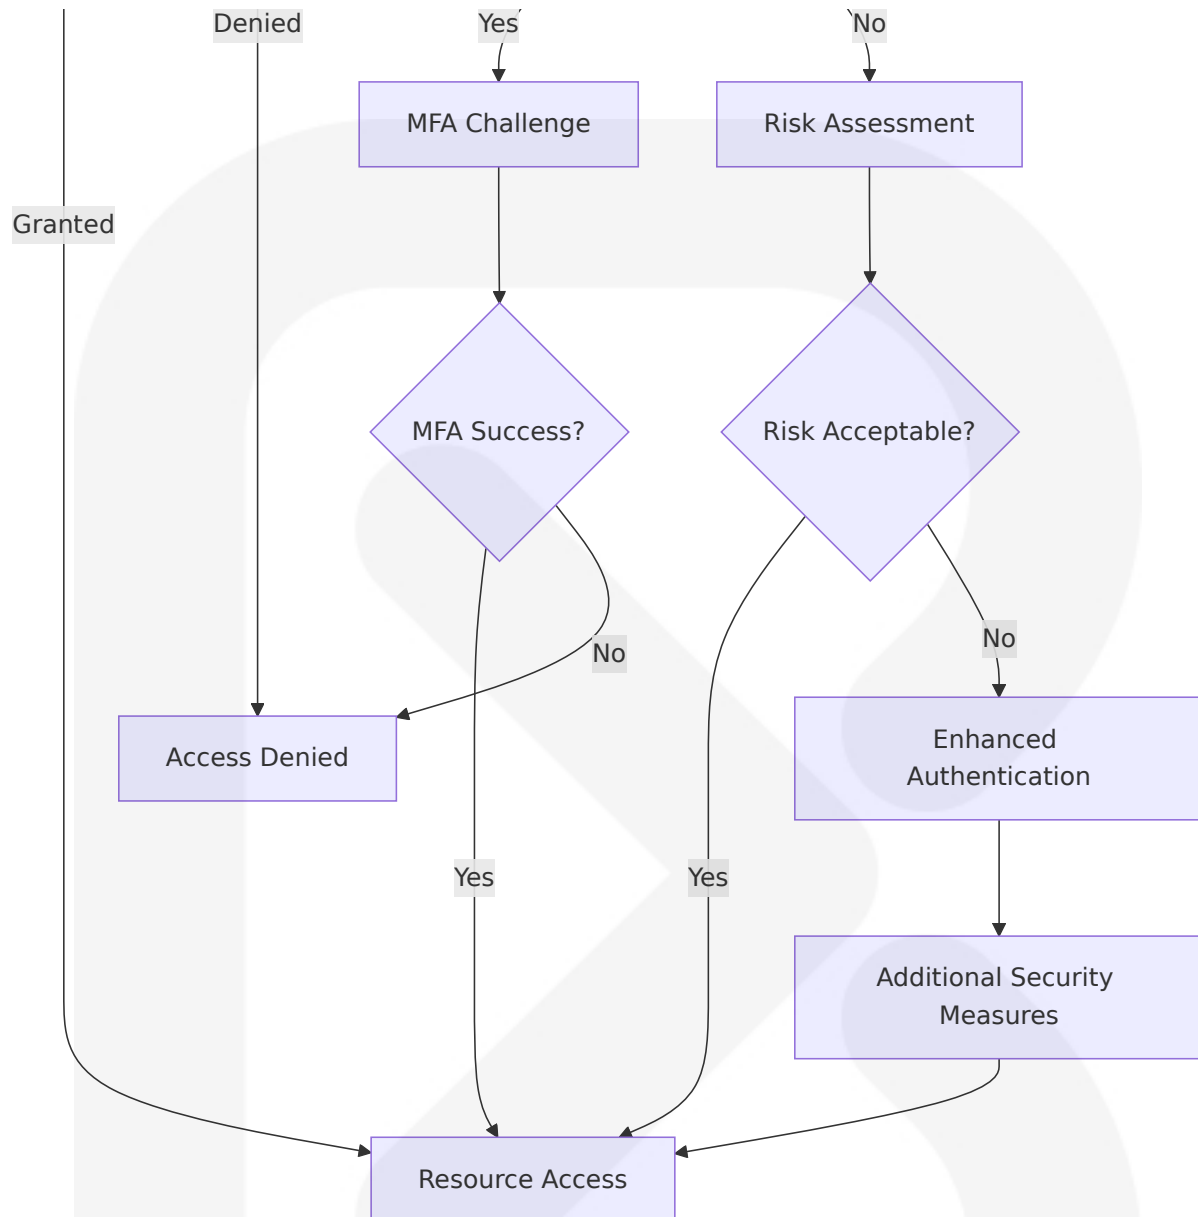 Denied
Yes
No
MFA Challenge
Risk Assessment
Granted
MFA Success?
Risk Acceptable?
No
No
Enhanced
Authentication
Access Denied
Yes
Yes
Additional Security
Measures
Resource Access